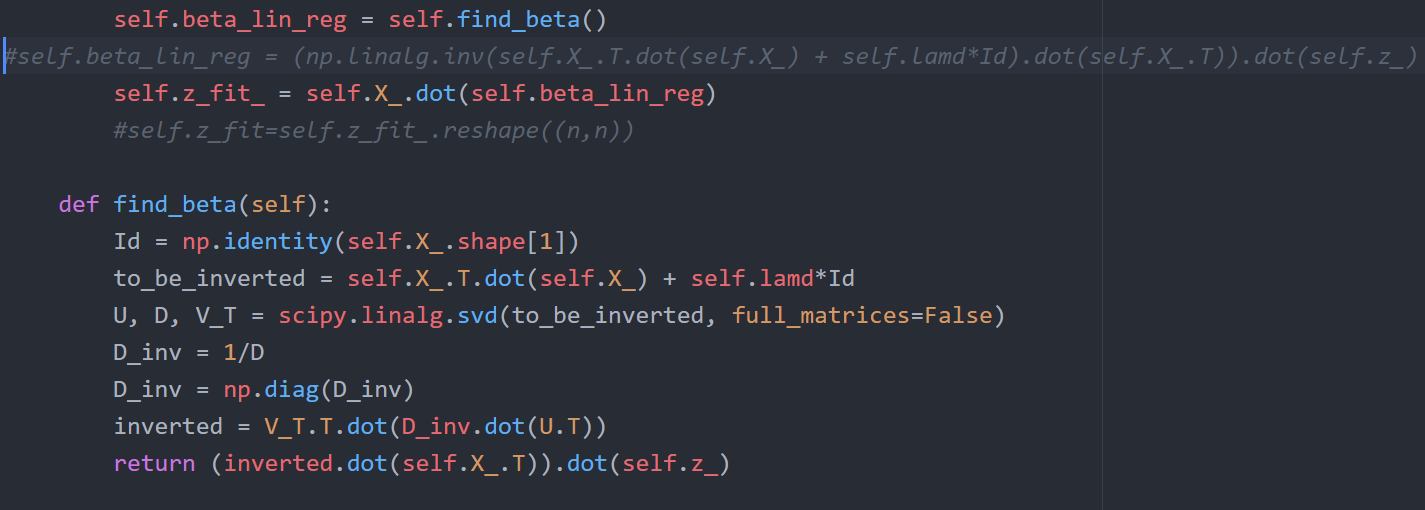 self.beta_lin_reg = self.find_beta()
#self.beta_lin_reg = (np.linalg.inv(self.X_.T.dot(self.X_) + self.lamd*Id).dot(self.X_.T)).dot(self.z_)
self.z_fit_ = self.X_.dot(self.beta_lin_reg)
#self.z_fit=self.z_fit_.reshape((n,n))
def find_beta(self):
Id = np.identity(self.X_.shape[1])
to_be_inverted = self.X_.T.dot(self.X_) + self.lamd*Id
U, D, V_T = scipy.linalg.svd(to_be_inverted, full_matrices=False)
D_inv = 1/D
D_inv = np.diag(D_inv)
inverted = V_T.T.dot(D_inv.dot(U.T))
return (inverted.dot(self.X_.T)).dot(self.z_)